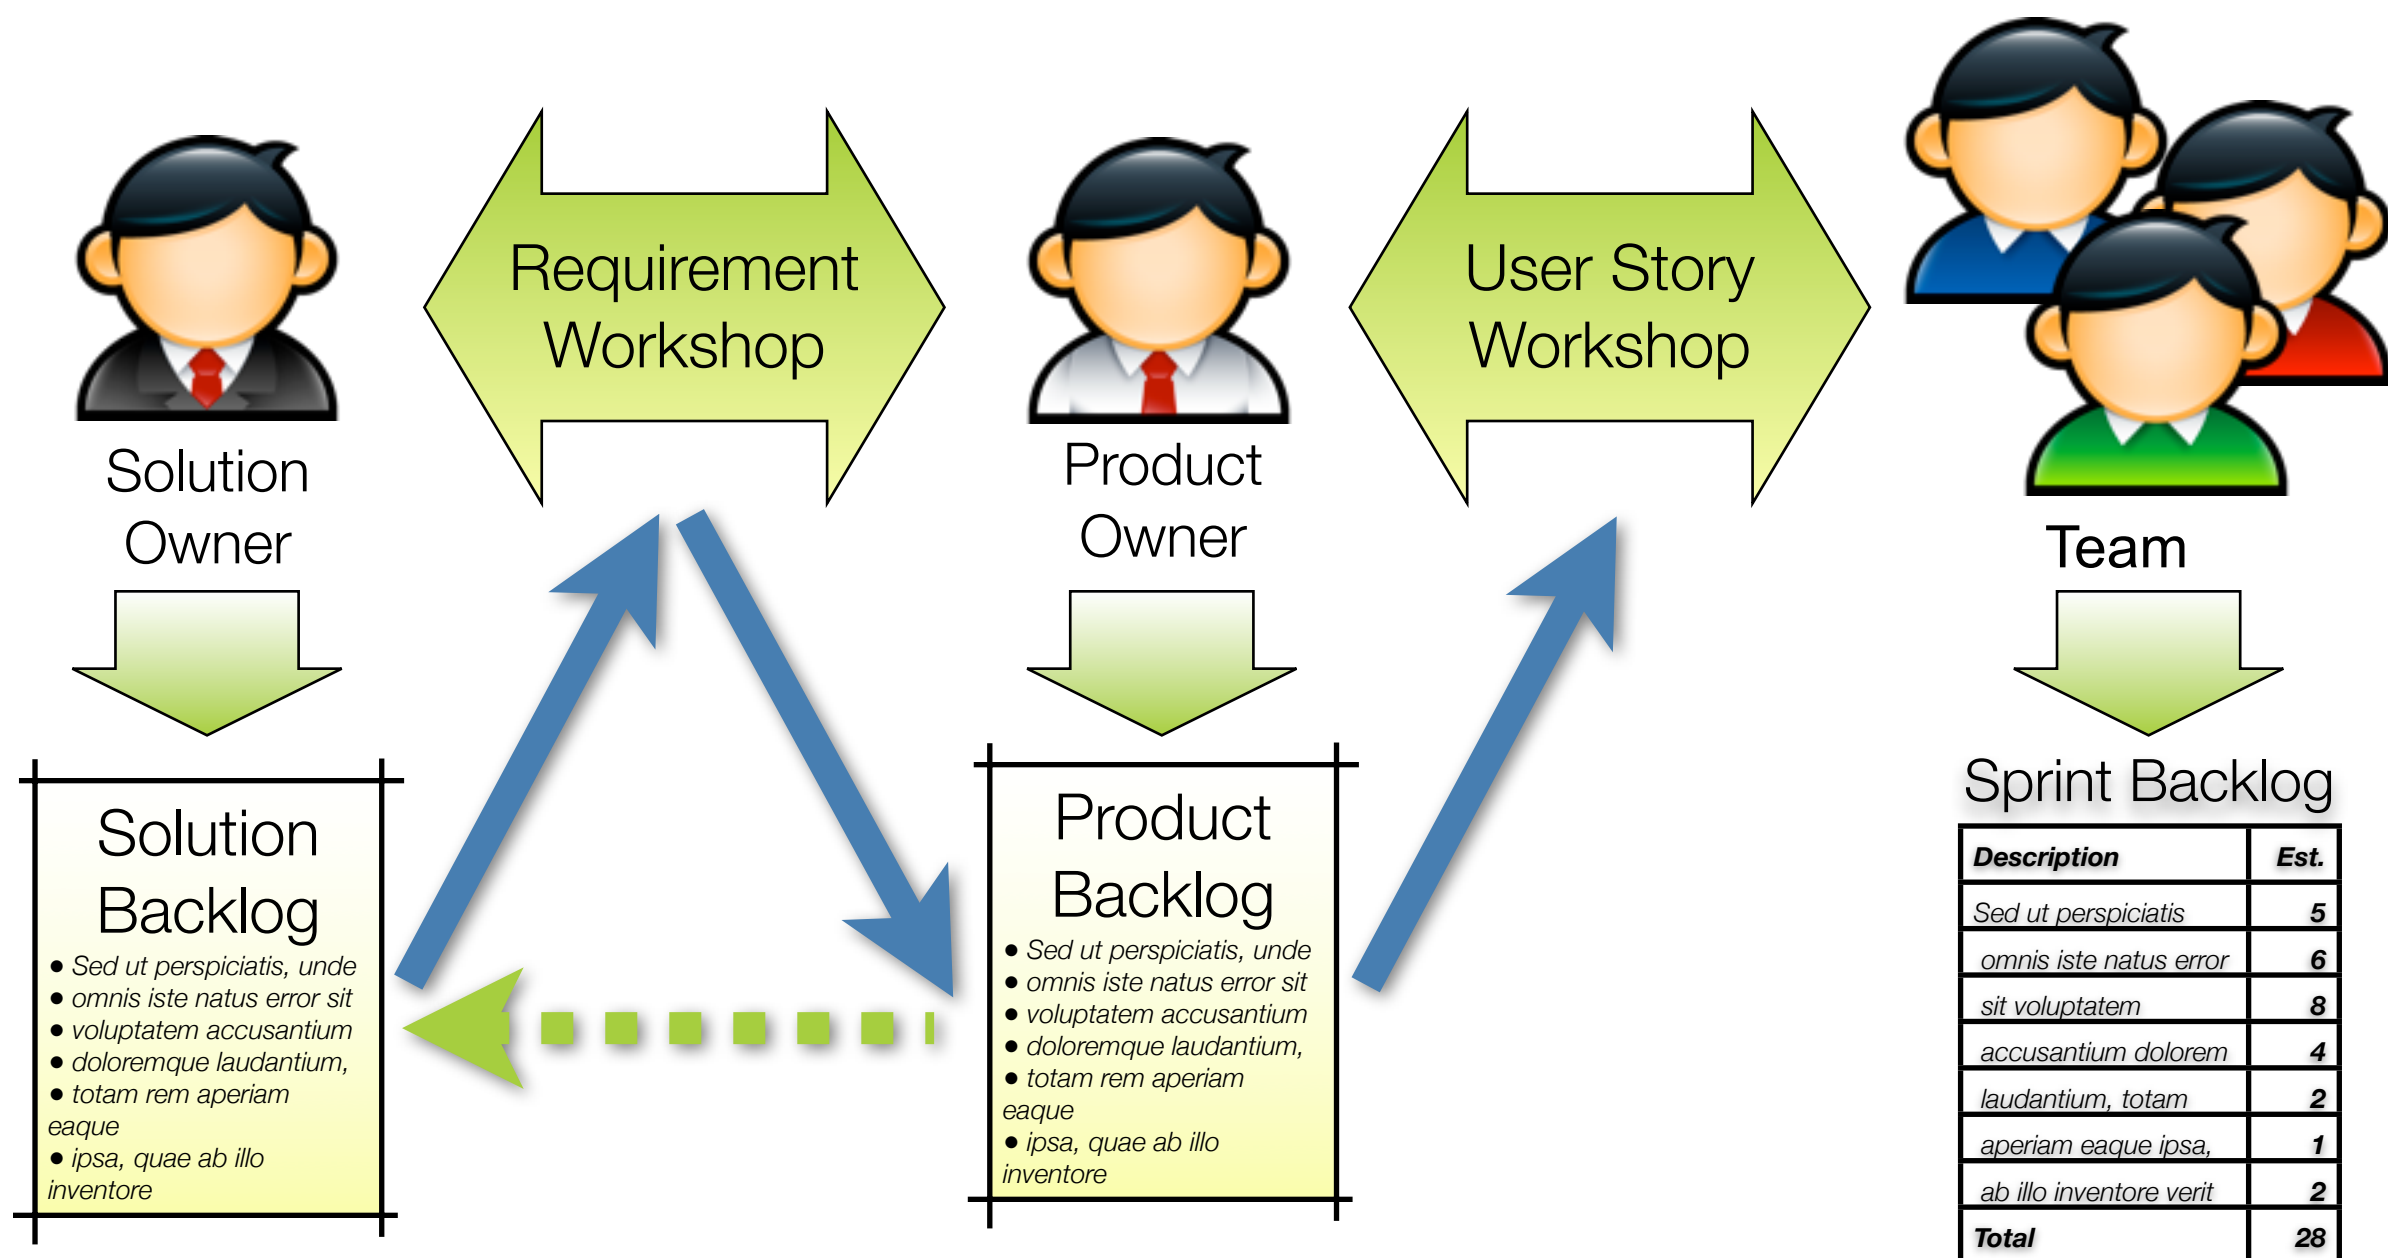 Requirement
Workshop
User Story
Workshop
Solution
Owner
Product
Owner
Team
Solution
Backlog
• Sed ut perspiciatis, unde
• omnis iste natus error sit
• voluptatem accusantium
• doloremque laudantium,
• totam rem aperiam
eaque
• ipsa, quae ab illo
inventore
Product
Backlog
• Sed ut perspiciatis, unde
• omnis iste natus error sit
• voluptatem accusantium
• doloremque laudantium,
• totam rem aperiam
eaque
• ipsa, quae ab illo
inventore
Sprint Backlog
Description Est.
Sed ut perspiciatis 5
omnis iste natus error 6
sit voluptatem 8
accusantium dolorem 4
laudantium, totam 2
aperiam eaque ipsa, 1
ab illo inventore verit 2
Total 28